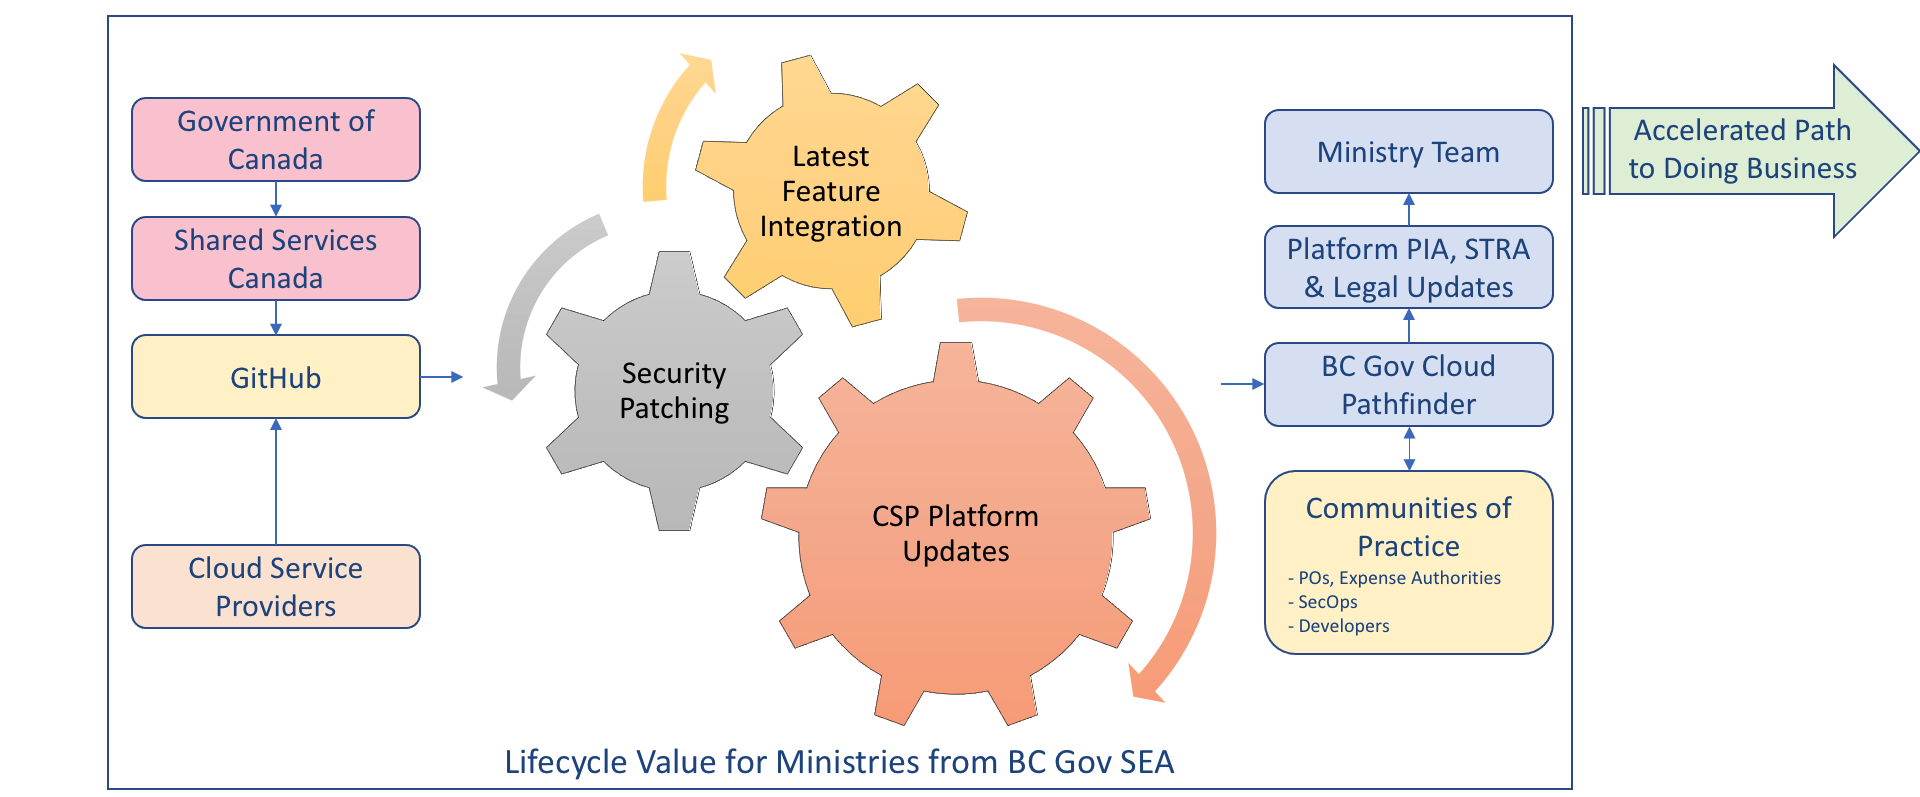 Government of
Canada
Shared Services
Canada
GitHub
Cloud Service
Providers
Latest
Feature
Integration
Security
Patching
CSP Platform
Updates
Ministry Team
Platform PIA, STRA
& Legal Updates
BC Gov Cloud
Pathfinder
Communities of
Practice
- POs, Expense Authorities
- SecOps
- Developers
Accelerated Path
to Doing Business
Lifecycle Value for Ministries from BC Gov SEA